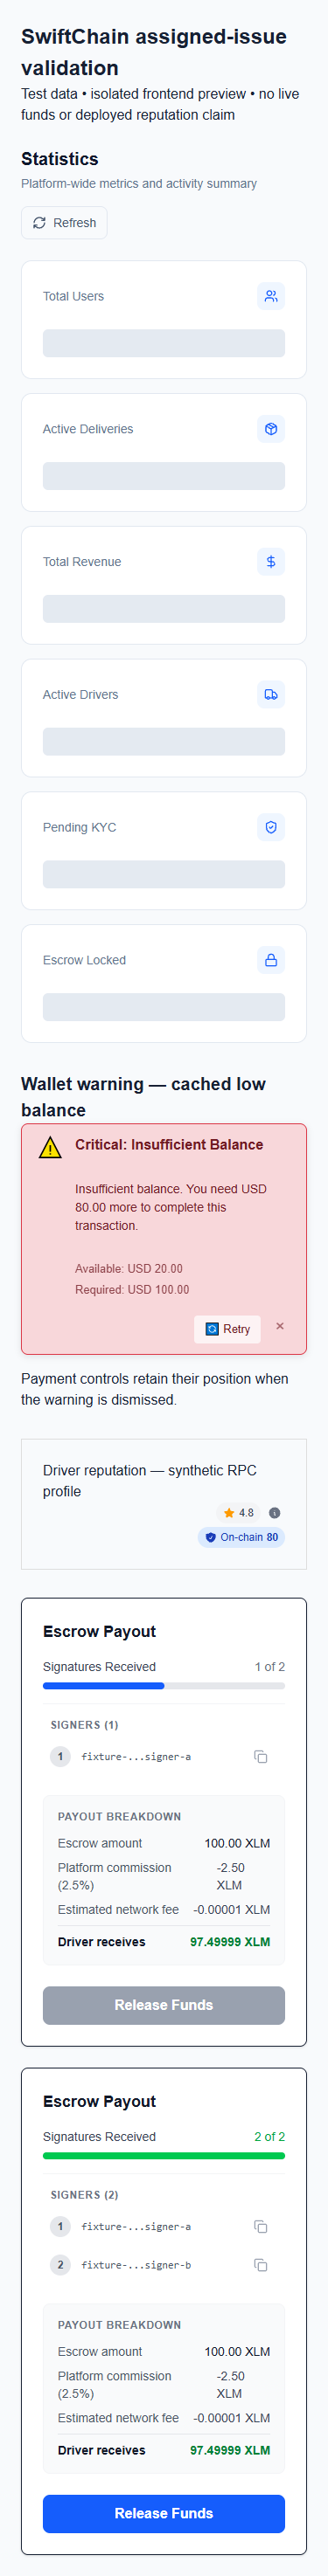 SwiftChain assigned-issue
validation
Test data • isolated frontend preview • no live
funds or deployed reputation claim
Statistics
Platform-wide metrics and activity summary
Refresh
Total Users
Active Deliveries
Total Revenue
Active Drivers
Pending KYC
Escrow Locked
Wallet warning — cached low
balance
Critical: Insufficient Balance
Insufficient balance. You need USD
80.00 more to complete this
transaction.
Available: USD 20.00
Required: USD 100.00
Retry
×
Payment controls retain their position when
the warning is dismissed.
Driver reputation — synthetic RPC
profile
4.8
On-chain 80
Escrow Payout
Signatures Received 1 of 2
SIGNERS (1)
1 fixture-...signer-a
PAYOUT BREAKDOWN
Escrow amount 100.00 XLM
Platform commission -2.50
(2.5%) XLM
Estimated network fee -0.00001 XLM
Driver receives 97.49999 XLM
Release Funds
Escrow Payout
Signatures Received 2 of 2
SIGNERS (2)
1 fixture-...signer-a
2 fixture-...signer-b
PAYOUT BREAKDOWN
Escrow amount 100.00 XLM
Platform commission -2.50
(2.5%) XLM
Estimated network fee -0.00001 XLM
Driver receives 97.49999 XLM
Release Funds